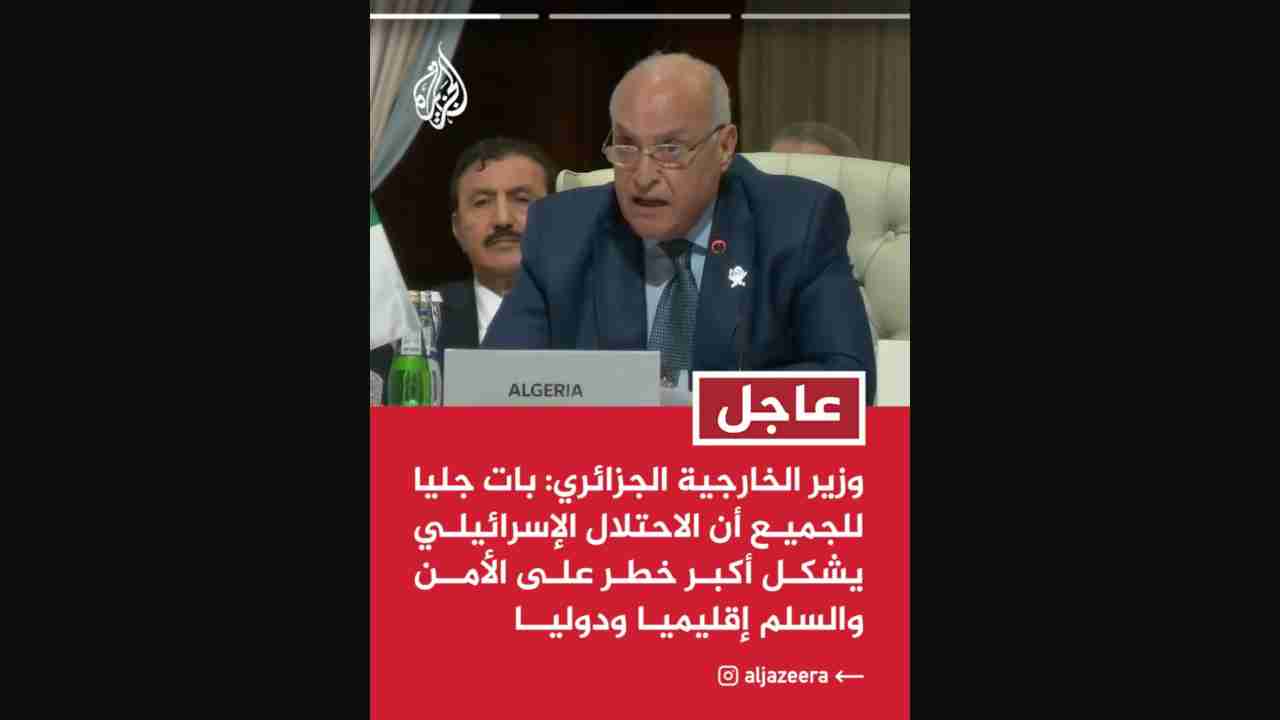 الجزيرة
ALGERIA
عاجل
وزير الخارجية الجزائري: بات جليا
للجميع أن الاحتلال الإسرائيلي
يشكل أكبر خطر على الأمن
والسلم إقليميا ودوليا
aljazeera